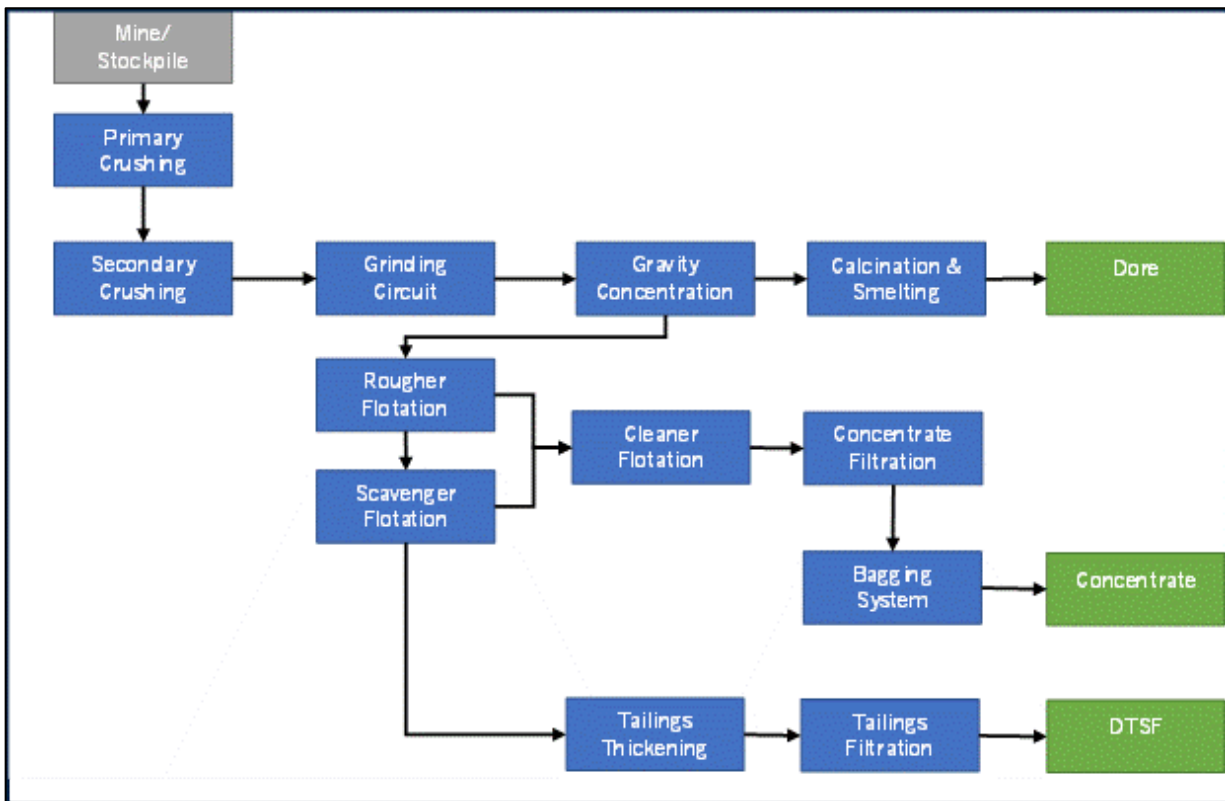 Mine/
Stockpile
Primary
Crushing
Secondary
Crushing
Grinding
Circuit
Gravity
Concentration
Calcination &
Smelting
Dore
Rougher
Flotation
Cleaner
Flotation
Concentrate
Filtration
Scavenger
Flotation
Bagging
System
Concentrate
Tailings
Thickening
Tailings
Filtration
DTSF